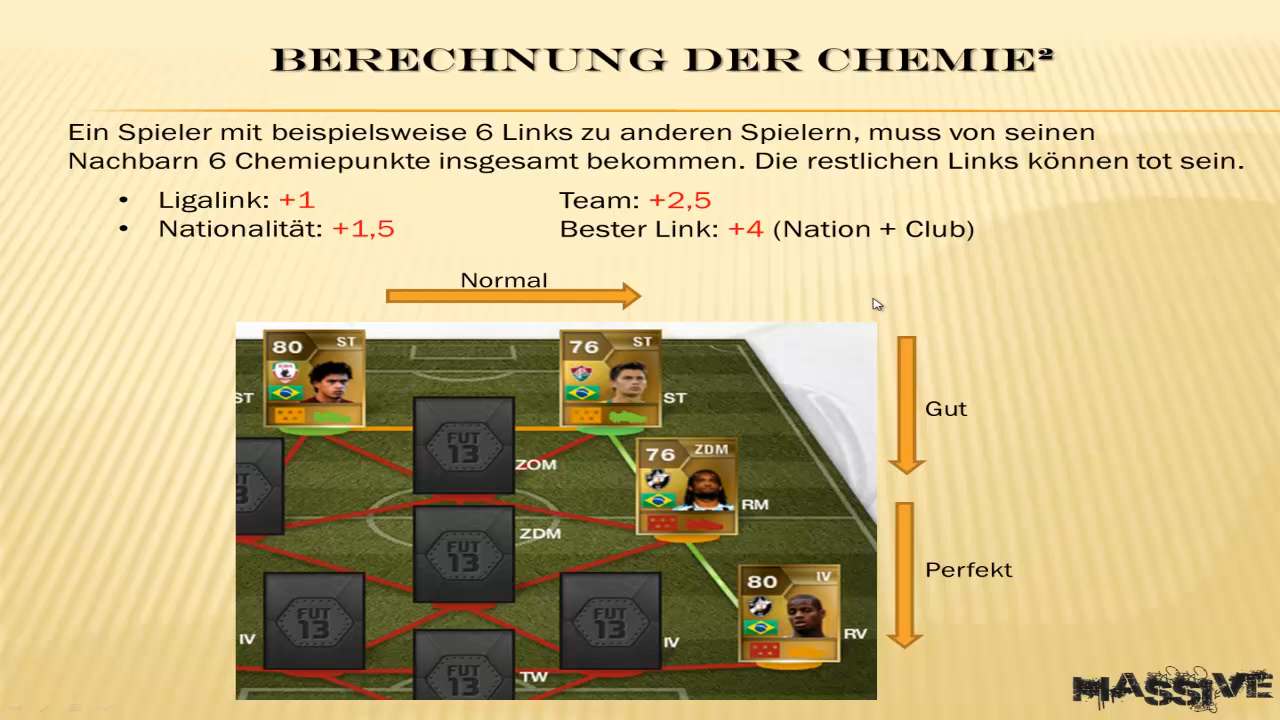 BERECHNUNG DER CHEMIE²
Ein Spieler mit beispielsweise 6 Links zu anderen Spielern, muss von seinen
Nachbarn 6 Chemiepunkte insgesamt bekommen. Die restlichen Links können tot sein.
• Ligalink: +1 Team: +2,5
• Nationalität: +1,5 Bester Link: +4 (Nation + Club)
Normal
80 ST
76 ST
ST
ST
Gut
FUT
13
ZOM
76 ZDM
RM
3
FUT
13
ZDM
Perfekt
80 IV
RV
FUT
13
IV
FUT
13
IV
FUT
13
TW
MASSIVE